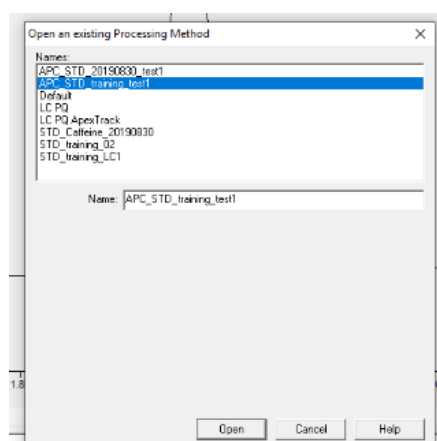 Open an existing Processing Method
Names:
APC_STD_20190830_test1
APC_STD_training_test1
Default
LC PQ
LC PQ ApexTrack
STD_Caffeine_20190830
STD_training_02
STD_training_LC1
Name: APC_STD_training_test1
1.8
Open Cancel Help